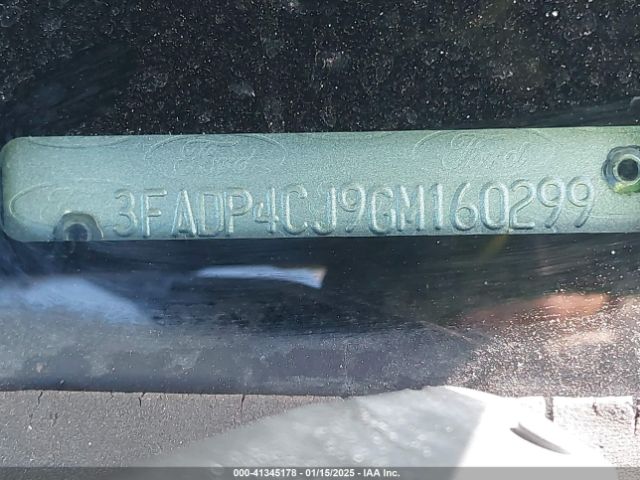 Ford Ford
3FADP4CJ9GM160299
000-41345178 - 01/15/2025 - IAA Inc.